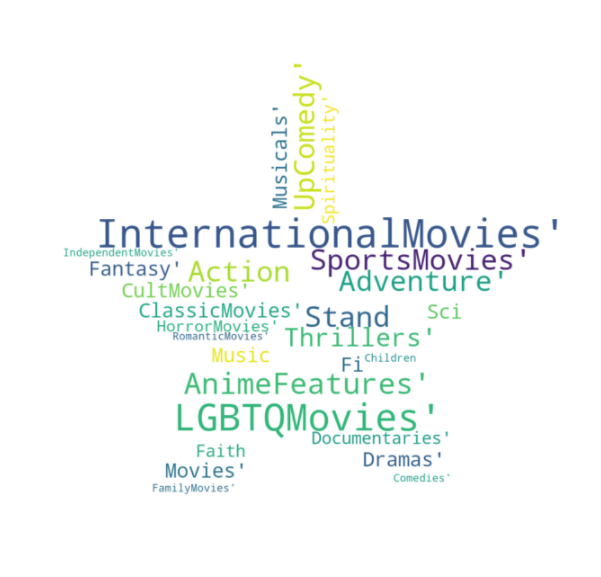 Musicals'
UpComedy'
Spirituality'
InternationalMovies'
IndependentMovies'
SportsMovies'
Fantasy'
Action
Adventure'
CultMovies'
ClassicMovies'
Stand
Sci
HorrorMovies'
RomanticMovies'
Thrillers'
Music
Fi
Children
AnimeFeatures'
LGBTQMovies'
Documentaries'
Faith
Dramas'
Movies'
Comedies'
FamilyMovies'